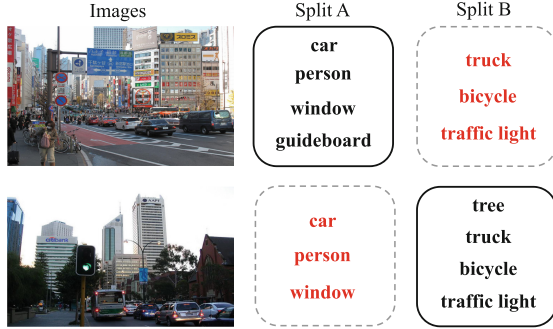 Images Split A Split B
car
person
window
guideboard
truck
bicycle
traffic light
citibank
car
person
window
tree
truck
bicycle
traffic light